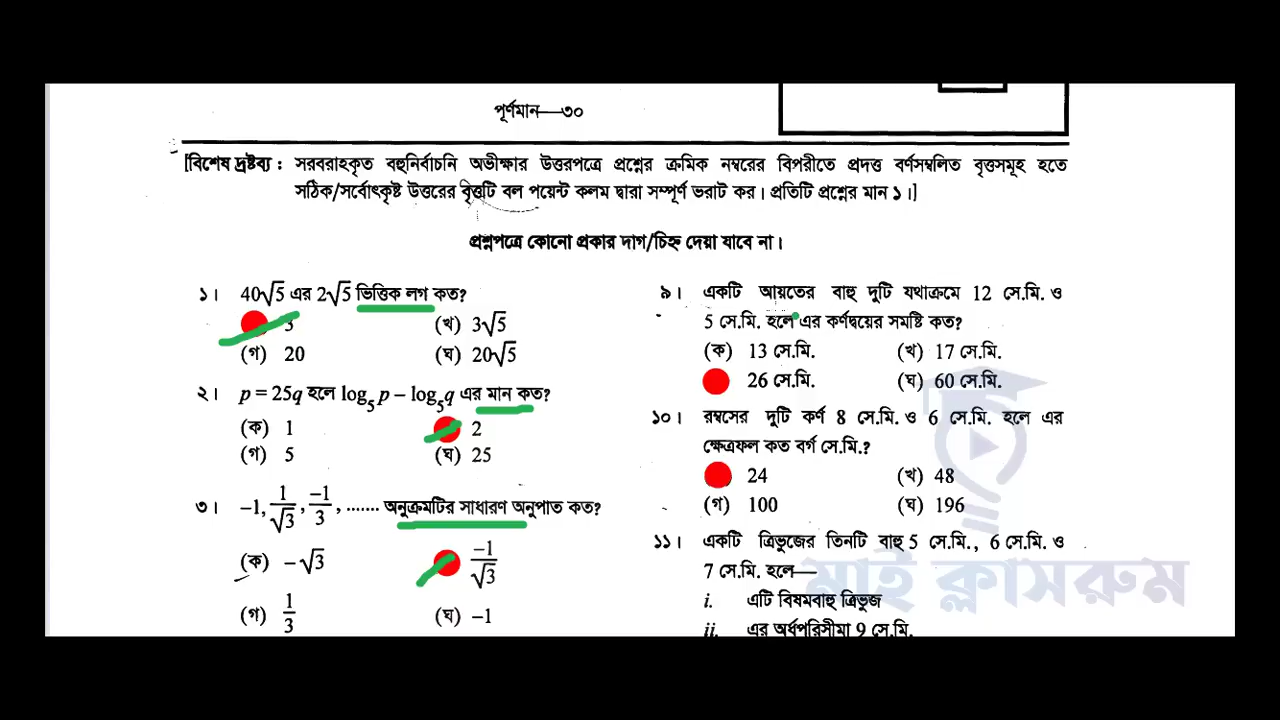 পূর্ণমান—৩০
[বিশেষ দ্রষ্টব্য : সরবরাহকৃত বহুনির্বাচনি অভীক্ষার উত্তরপত্রে প্রশ্নের ক্রমিক নম্বরের বিপরীতে প্রদত্ত বর্ণসম্বলিত বৃত্তসমূহ হতে
সঠিক/সর্বোৎকৃষ্ট উত্তরের বৃত্তটি বল পয়েন্ট কলম দ্বারা সম্পূর্ণ ভরাট কর। প্রতিটি প্রশ্নের মান ১।]
প্রশ্নপত্রে কোনো প্রকার দাগ/চিহ্ন দেয়া যাবে না।
১। 40√5 এর 2√5 ভিত্তিক লগ কত?
3 (খ) 3√5
(গ) 20 (ঘ) 20√5
২। p = 25q হলে log₅p – log₅q এর মান কত?
(ক) 1 2
(গ) 5 (ঘ) 25
৩। –1, 1/√3, –1/3, ....... অনুক্রমটির সাধারণ অনুপাত কত?
(ক) –√3 –1/√3
(গ) 1/3 (ঘ) –1
৯। একটি আয়তের বাহু দুটি যথাক্রমে 12 সে.মি. ও
5 সে.মি. হলে এর কর্ণদ্বয়ের সমষ্টি কত?
(ক) 13 সে.মি. (খ) 17 সে.মি.
26 সে.মি. (ঘ) 60 সে.মি.
১০। রম্বসের দুটি কর্ণ 8 সে.মি. ও 6 সে.মি. হলে এর
ক্ষেত্রফল কত বর্গ সে.মি.?
24 (খ) 48
(গ) 100 (ঘ) 196
১১। একটি ত্রিভুজের তিনটি বাহু 5 সে.মি., 6 সে.মি. ও
7 সে.মি. হলে—
i. এটি বিষমবাহু ত্রিভুজ
ii. এর অর্ধপরিসীমা 9 সে.মি.
মাই ক্লাসরুম